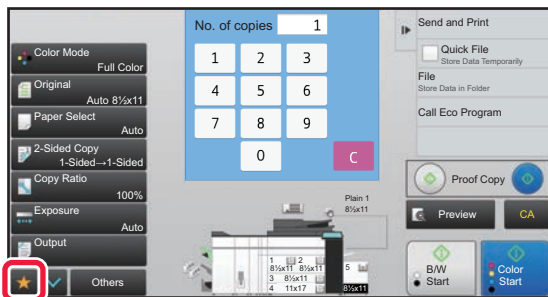 No. of copies 1
Color Mode
Full Color
Original
Auto 8½x11
Paper Select
Auto
2-Sided Copy
1-Sided→1-Sided
Copy Ratio
100%
Exposure
Auto
Output
Others
1 2 3
4 5 6
7 8 9
0 C
Plain 1
8½x11
1 2
8½x11 8½x11
3 8½x11
4 11x17
5
8½x11
Send and Print
Quick File
Store Data Temporarily
File
Store Data in Folder
Call Eco Program
Proof Copy
Preview
CA
B/W
Start
Color
Start